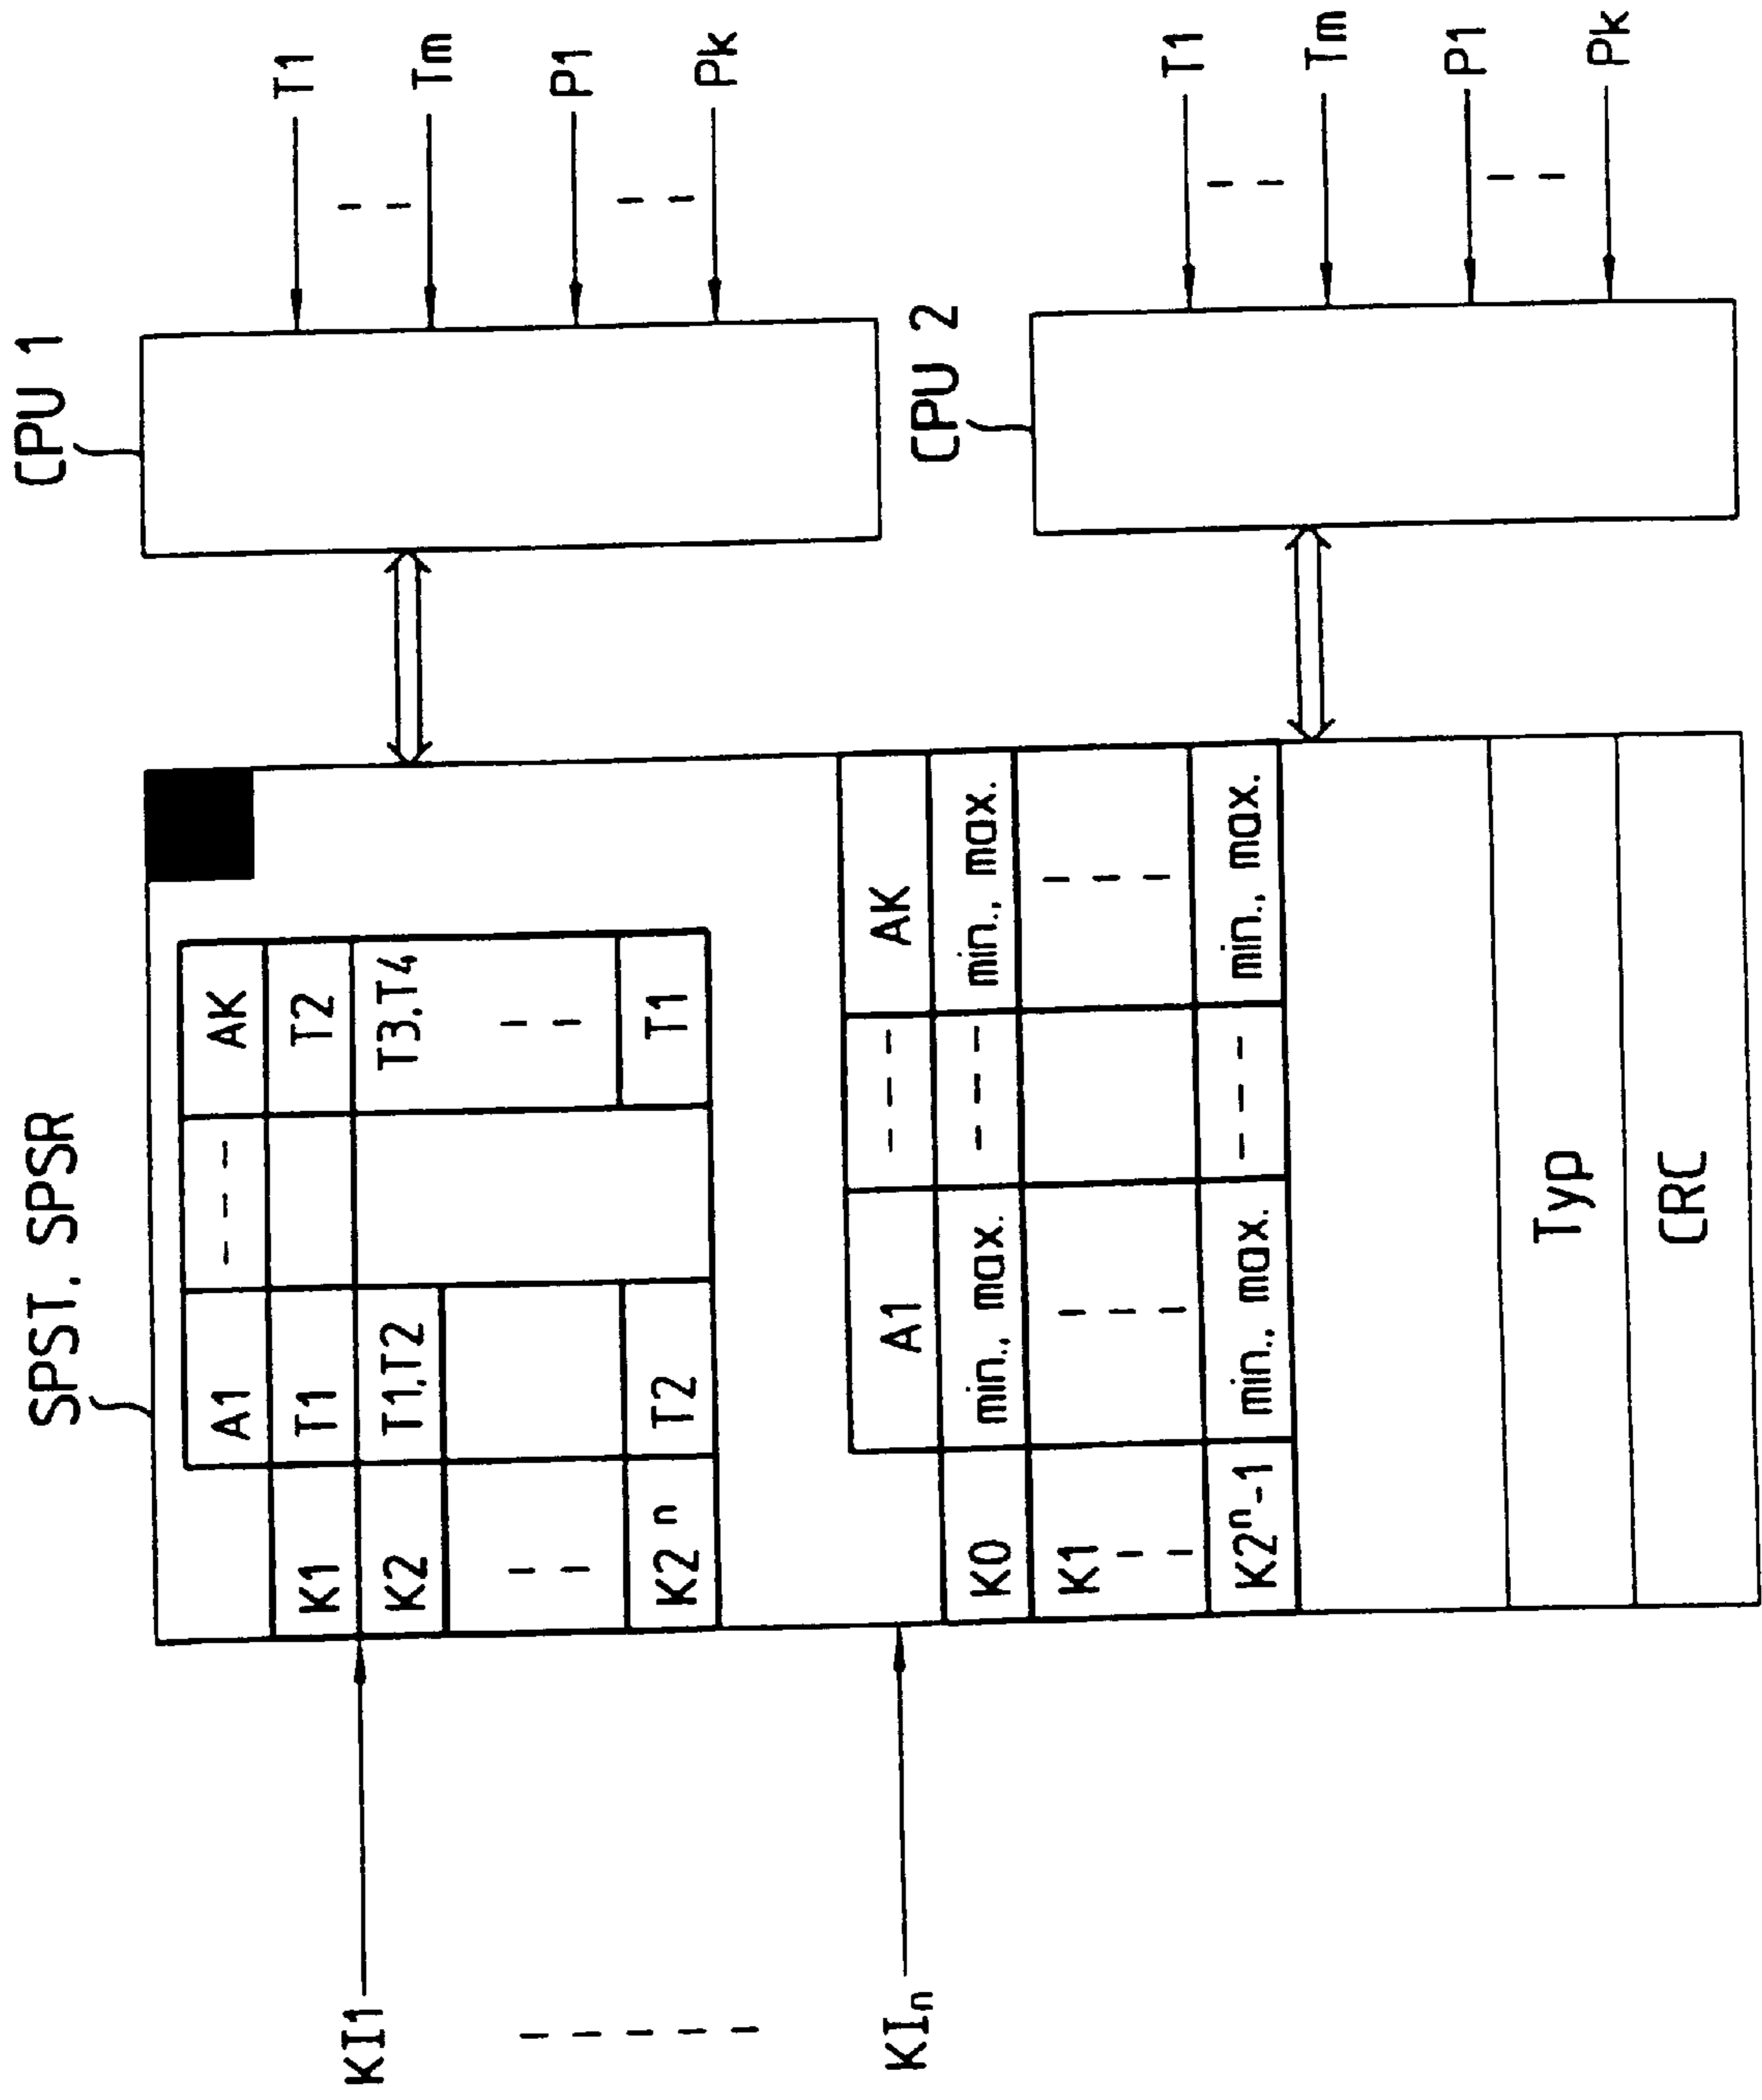 SPST, SPSR
CPU 1
A1 --- AK
K1 T1 T2
K2 T1,T2 T3,T4
K2ⁿ T2 T1
T1
Tm
P1
Pk
KI1
KIₙ
CPU 2
A1 --- AK
K0 min., max. --- min., max.
K1
K2ⁿ-1 min., max. --- min., max.
Typ
CRC
T1
Tm
P1
Pk